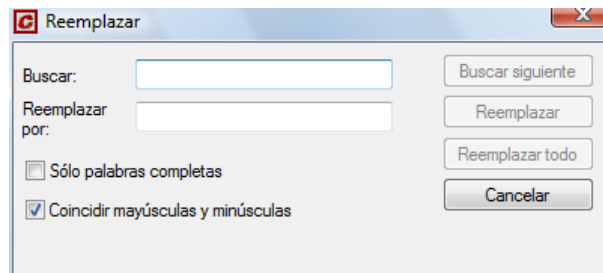 Reemplazar
Buscar:
Buscar siguiente
Reemplazar
por:
Reemplazar
Reemplazar todo
Sólo palabras completas
Cancelar
Coincidir mayúsculas y minúsculas